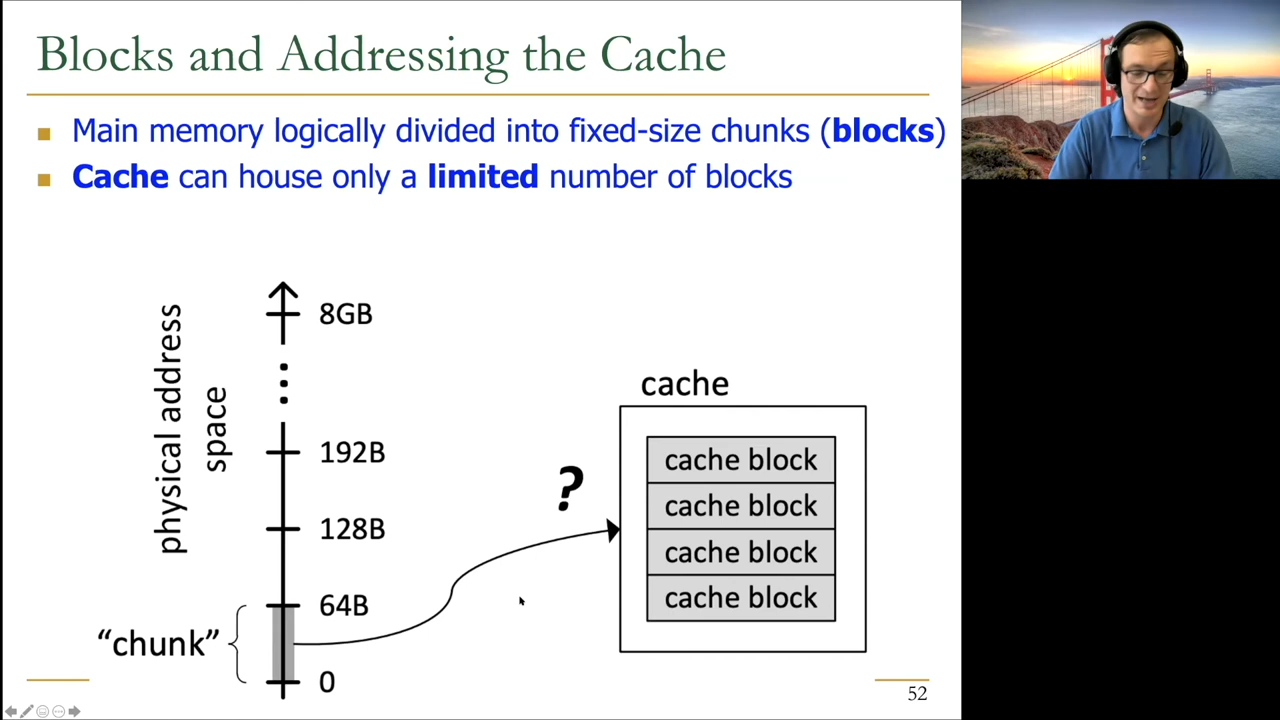 Blocks and Addressing the Cache
Main memory logically divided into fixed-size chunks (blocks)
Cache can house only a limited number of blocks
physical address
space
8GB
192B
128B
64B
0
“chunk”
?
cache
cache block
cache block
cache block
cache block
52